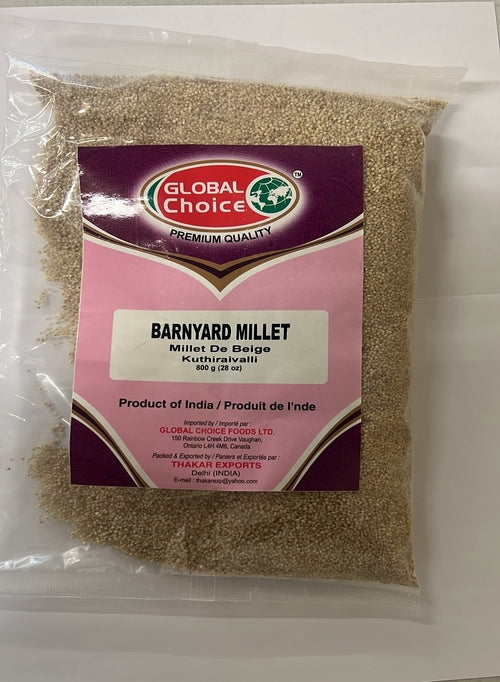 GLOBAL
Choice
TM
PREMIUM QUALITY
BARNYARD MILLET
Millet De Beige
Kuthiraivalli
800 g (28 oz)
Product of India / Produit de l'nde
Imported by / Importé par :
GLOBAL CHOICE FOODS LTD.
150 Rainbow Creek Drive Vaughan,
Ontario L4H 4M6, Canada
Packed & Exported by / Paniers et Exportés par :
THAKAR EXPORTS
Delhi (INDIA)
E-mail : thakarexp@yahoo.com